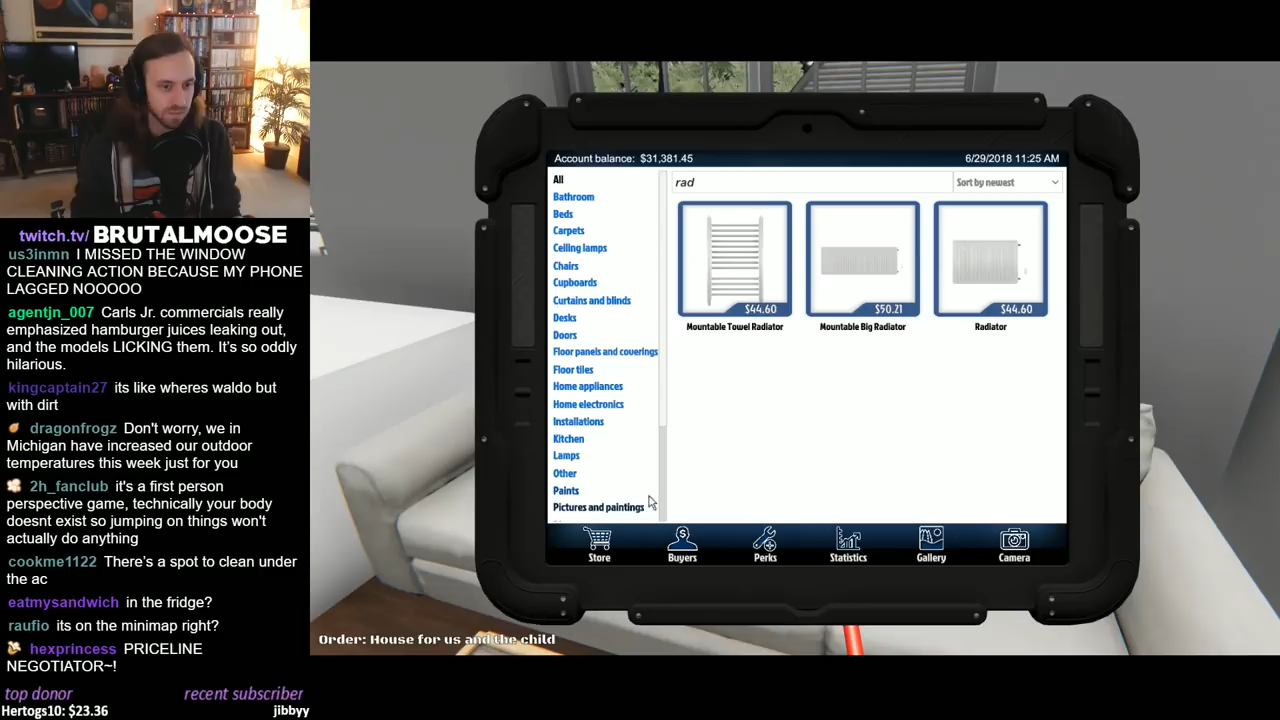 twitch.tv/ BRUTALMOOSE
us3inmn I MISSED THE WINDOW
CLEANING ACTION BECAUSE MY PHONE
LAGGED NOOOOO
agentjn_007 Carls Jr. commercials really
emphasized hamburger juices leaking out,
and the models LICKING them. It's so oddly
hilarious.
kingcaptain27 its like wheres waldo but
with dirt
dragonfrogz Don't worry, we in
Michigan have increased our outdoor
temperatures this week just for you
2h_fanclub it's a first person
perspective game, technically your body
doesnt exist so jumping on things won't
actually do anything
cookme1122 There's a spot to clean under
the ac
eatmysandwich in the fridge?
raufio its on the minimap right?
hexprincess PRICELINE
NEGOTIATOR~!
top donor recent subscriber
Hertogs10: $23.36 jibbyy
Account balance: $31,381.45 6/29/2018 11:25 AM
All
Bathroom
Beds
Carpets
Ceiling lamps
Chairs
Cupboards
Curtains and blinds
Desks
Doors
Floor panels and coverings
Floor tiles
Home appliances
Home electronics
Installations
Kitchen
Lamps
Other
Paints
Pictures and paintings
rad Sort by newest
$44.60 $50.21 $44.60
Mountable Towel Radiator Mountable Big Radiator Radiator
Store Buyers Perks Statistics Gallery Camera
Order: House for us and the child